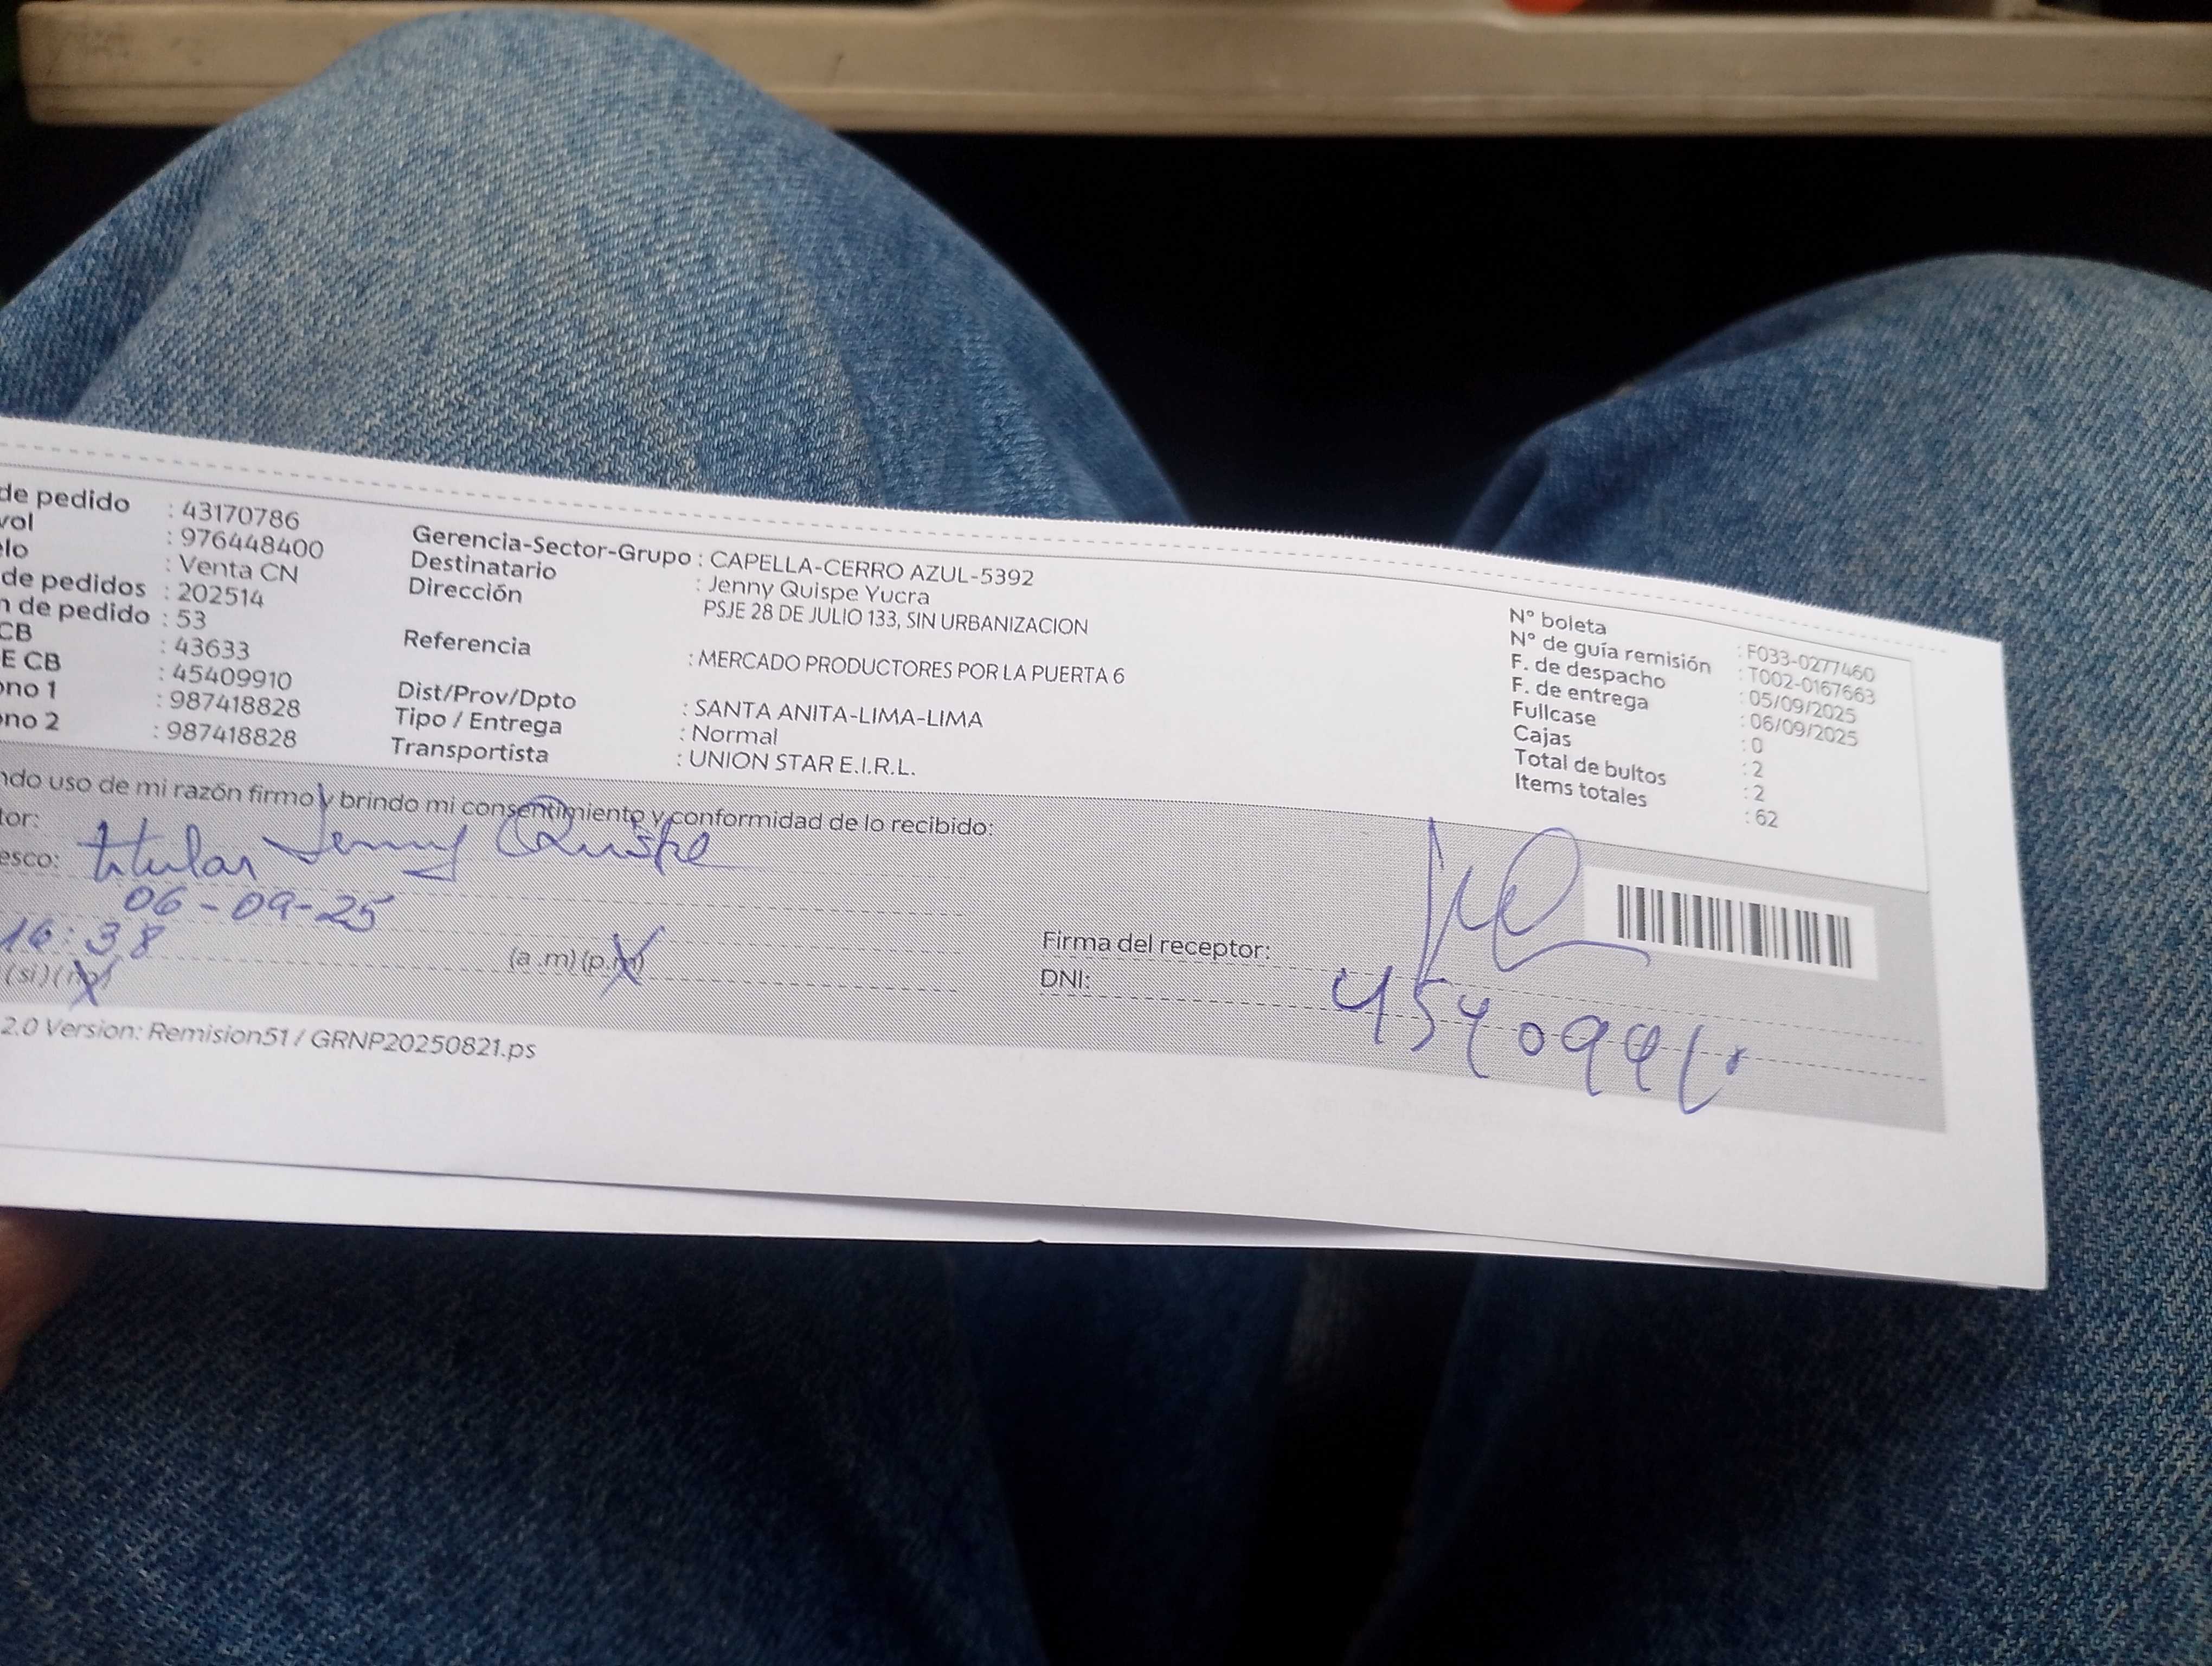 de pedido : 43170786
vol : 976448400
elo : Venta CN
de pedidos : 202514
n de pedido : 53
CB : 43633
E CB : 45409910
ono 1 : 987418828
ono 2 : 987418828
Gerencia-Sector-Grupo : CAPELLA-CERRO AZUL-5392
Destinatario : Jenny Quispe Yucra
Dirección PSJE 28 DE JULIO 133, SIN URBANIZACION
Referencia : MERCADO PRODUCTORES POR LA PUERTA 6
Dist/Prov/Dpto : SANTA ANITA-LIMA-LIMA
Tipo / Entrega : Normal
Transportista : UNION STAR E.I.R.L.
N° boleta : F033-0277460
N° de guía remisión : T002-0167663
F. de despacho : 05/09/2025
F. de entrega : 06/09/2025
Fullcase : 0
Cajas : 2
Total de bultos : 2
Items totales : 62
ndo uso de mi razón firmo y brindo mi consentimiento y conformidad de lo recibido:
tor: Jenny Quispe
esco: titular
06-09-25
16:38 (a.m) (p.m)
(si) (no)
Firma del receptor:
DNI: 45409910
2.0 Version: Remision51 / GRNP20250821.ps